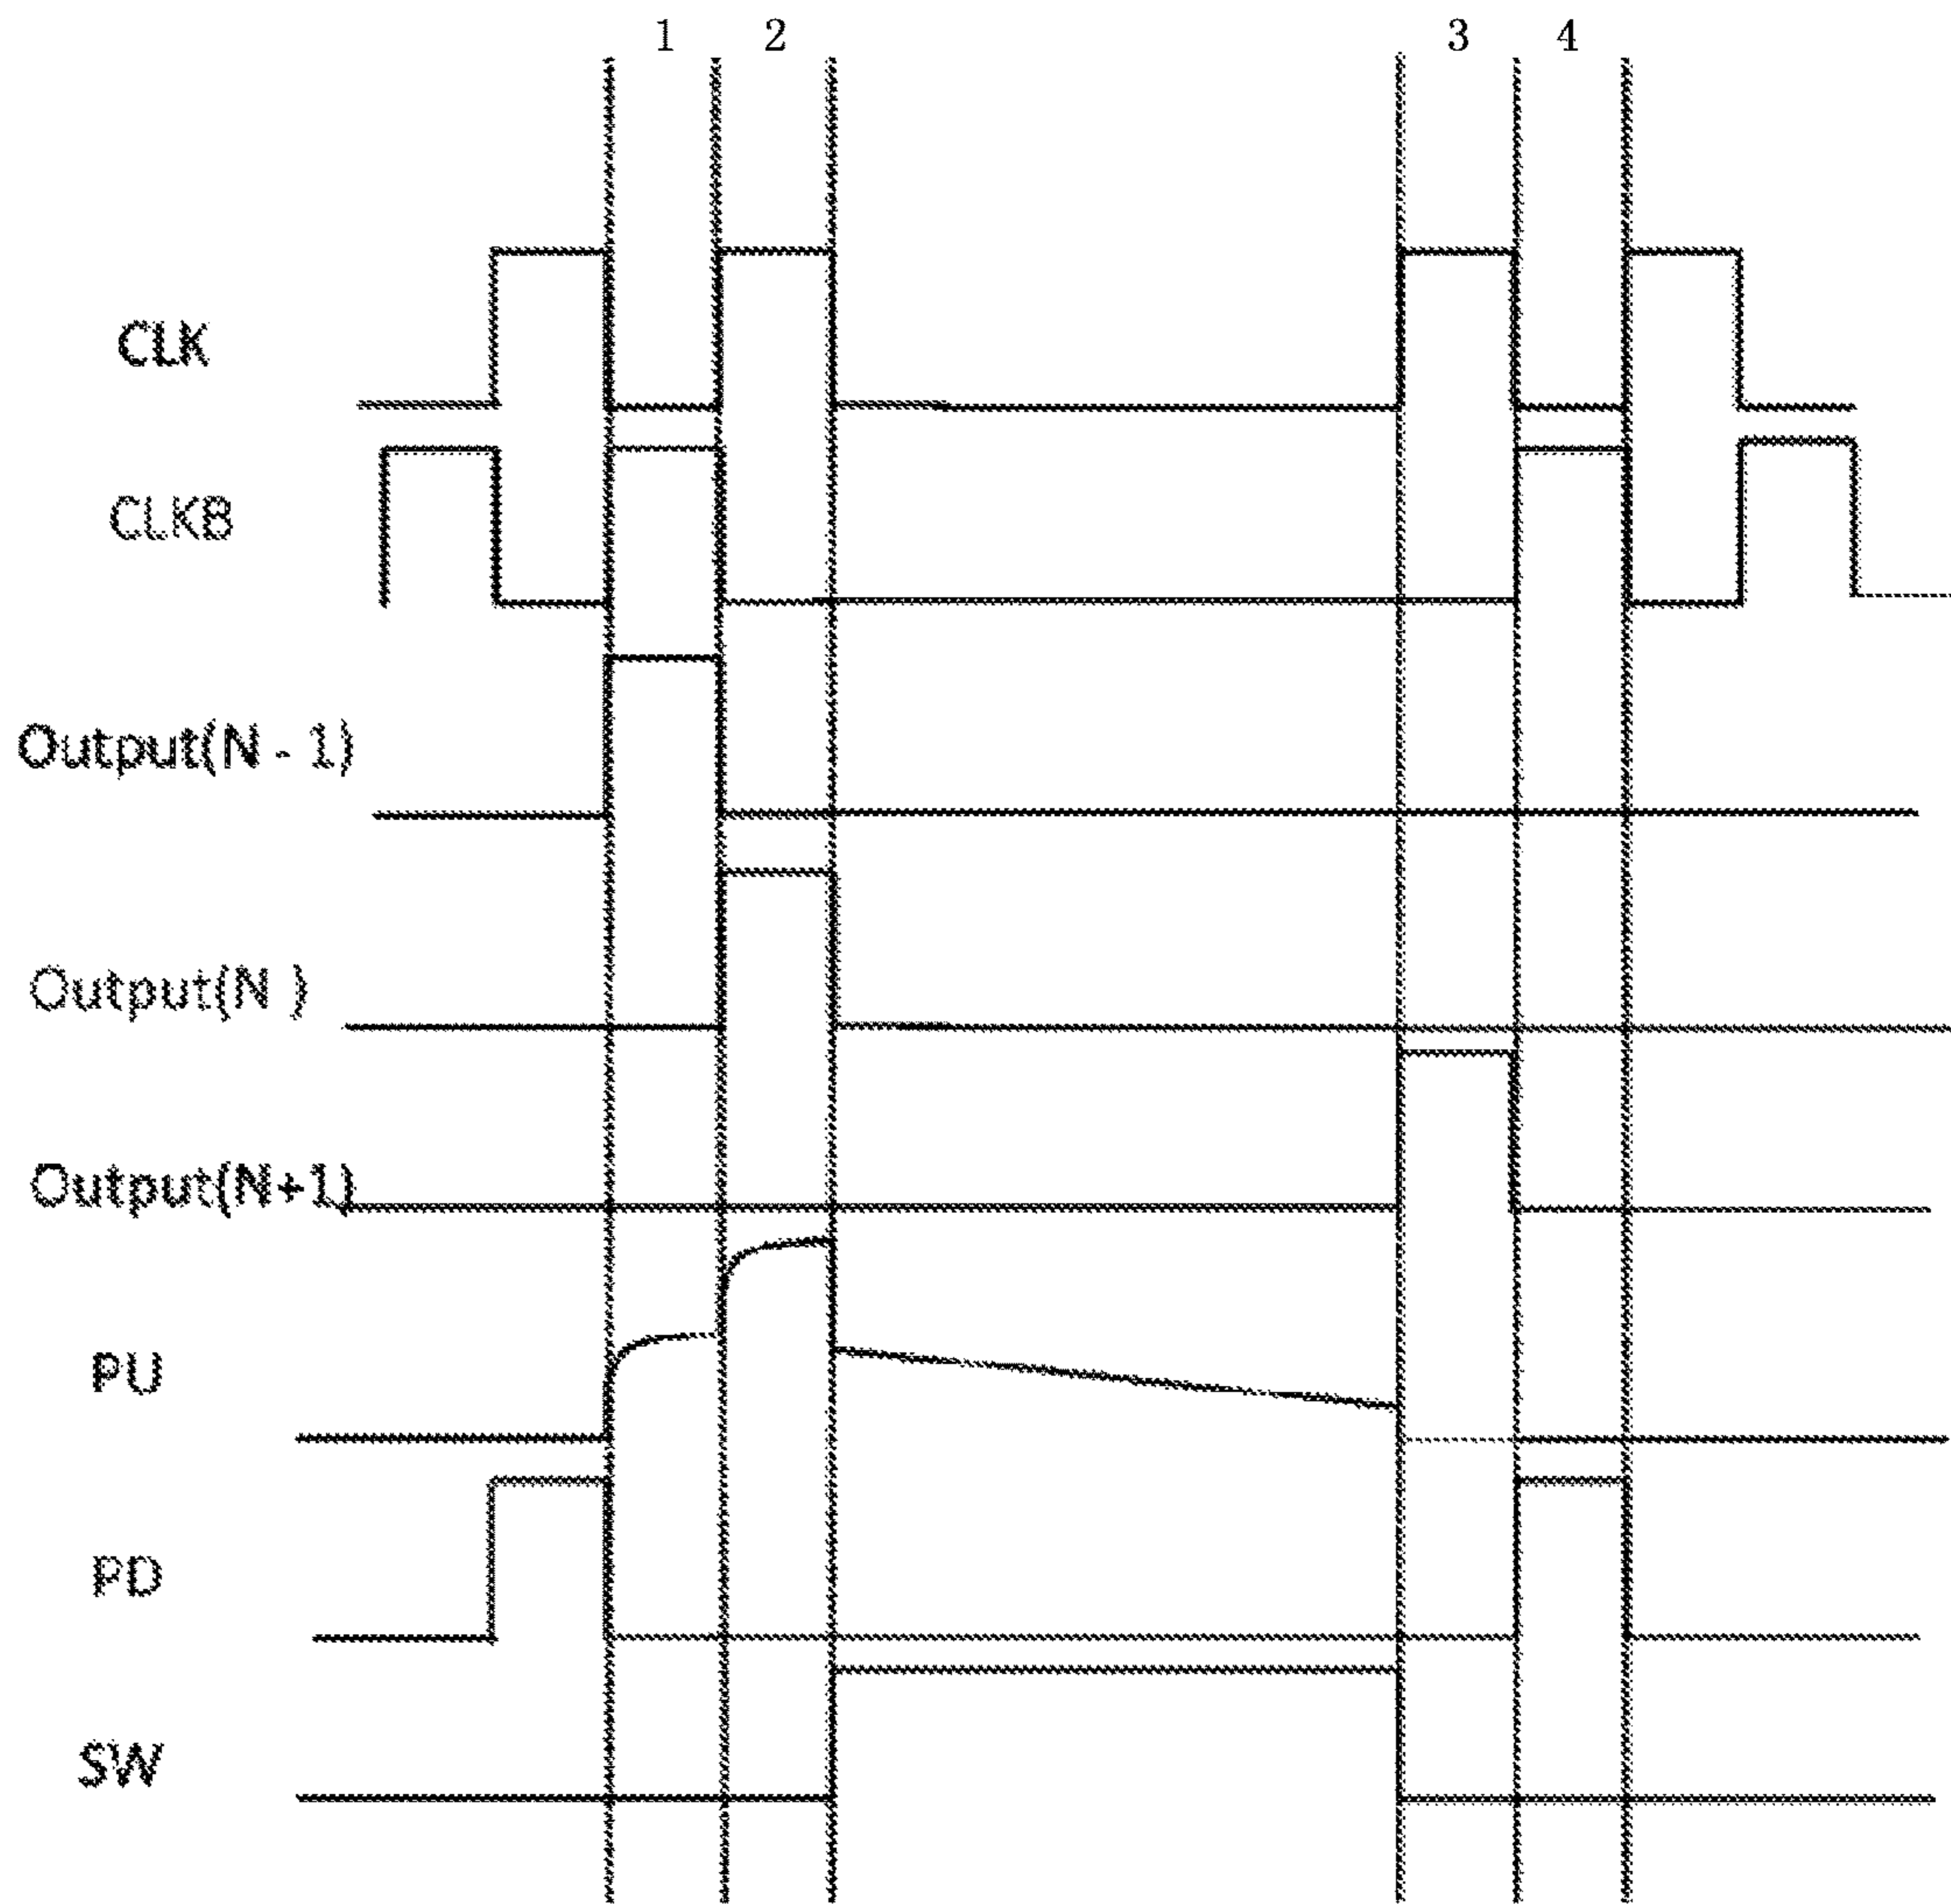 1 2 3 4
CLK
CLKB
Output(N - 1)
Output(N )
Output(N+1)
PU
PD
SW